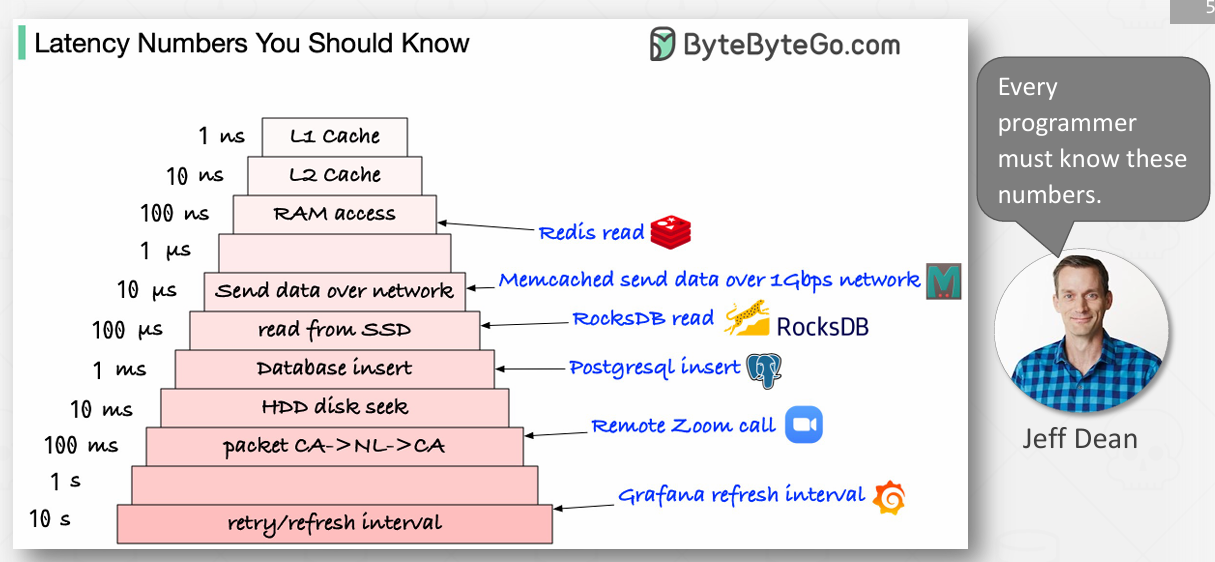 5
Latency Numbers You Should Know
ByteByteGo.com
Every
programmer
must know these
numbers.
1 ns
L1 Cache
10 ns
L2 Cache
100 ns
RAM access
Redis read
1 µs
10 µs
Send data over network
Memcached send data over 1Gbps network
M
100 µs
read from SSD
RocksDB read
RocksDB
1 ms
Database insert
Postgresql insert
10 ms
HDD disk seek
100 ms
packet CA->NL->CA
Remote Zoom call
1 s
10 s
retry/refresh interval
Grafana refresh interval
Jeff Dean